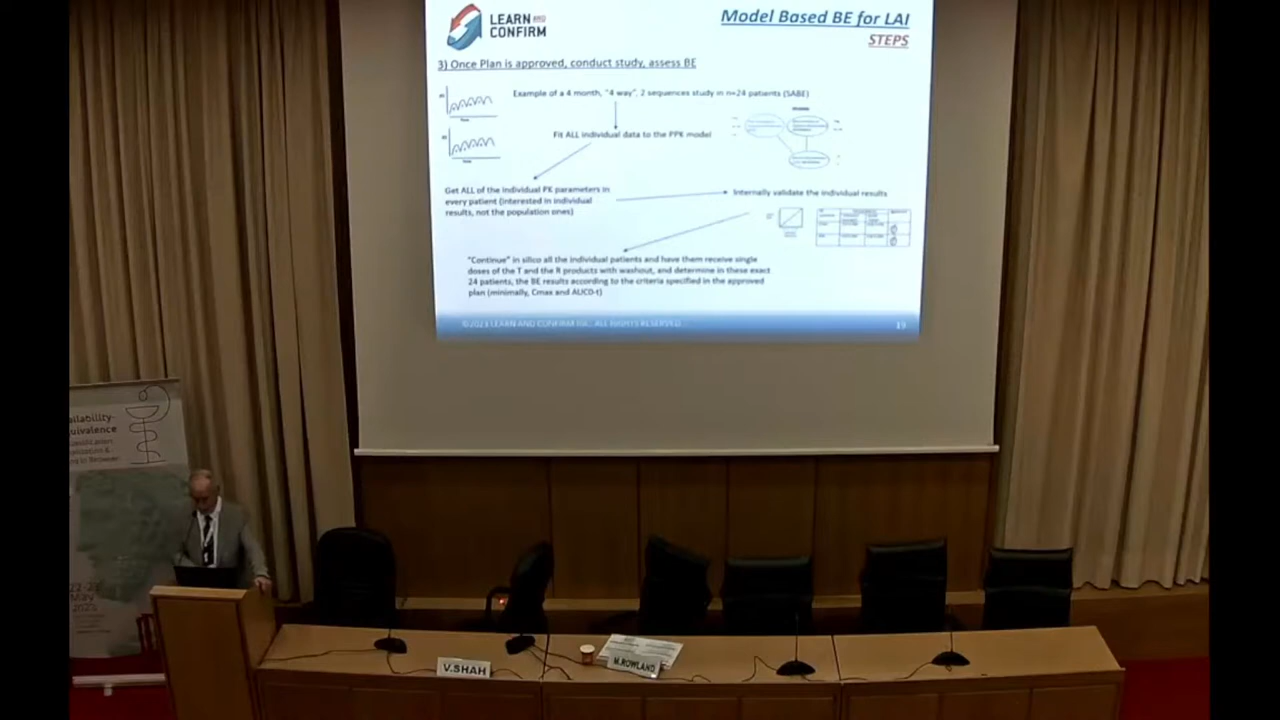 LEARN AND
CONFIRM
Model Based BE for LAI
STEPS
3) Once Plan is approved, conduct study, assess BE
Example of a 4 month, "4 way", 2 sequences study in n=24 patients (SABE)
Fit ALL individual data to the PPK model
Get ALL of the individual PK parameters in
every patient (interested in individual
results, not the population ones)
Internally validate the individual results
"Continue" in silico all the individual patients and have them receive single
doses of the T and the R products with washout, and determine in these exact
24 patients, the BE results according to the criteria specified in the approved
plan (minimally, Cmax and AUC0-t)
©2023 LEARN AND CONFIRM INC. ALL RIGHTS RESERVED
19
ilability-
uivalence
22-23
May
2023
V.SHAH
M.ROWLAND